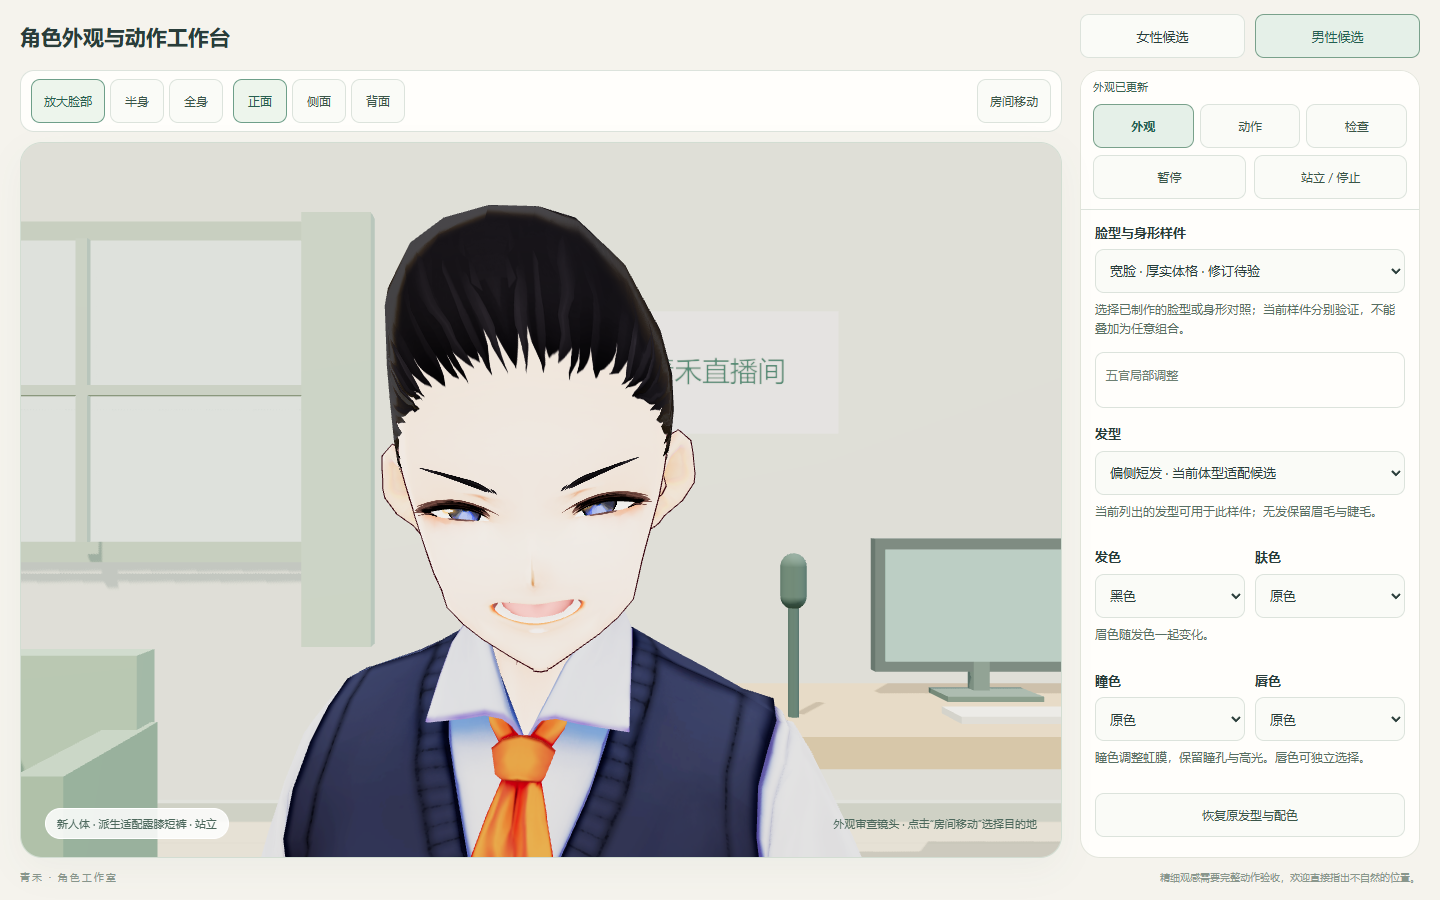 角色外观与动作工作台
女性候选
男性候选
放大脸部
半身
全身
正面
侧面
背面
房间移动
外观已更新
外观
动作
检查
暂停
站立 / 停止
脸型与身形样件
宽脸 · 厚实体格 · 修订待验
选择已制作的脸型或身形对照；当前样件分别验证，不能
叠加为任意组合。
五官局部调整
发型
偏侧短发 · 当前体型适配候选
当前列出的发型可用于此样件；无发保留眉毛与睫毛。
发色
肤色
黑色
原色
眉色随发色一起变化。
瞳色
唇色
原色
原色
瞳色调整虹膜，保留瞳孔与高光。唇色可独立选择。
恢复原发型与配色
禾直播间
新人体 · 派生适配露膝短裤 · 站立
外观审查镜头 · 点击“房间移动”选择目的地
青禾 · 角色工作室
精细观感需要完整动作验收，欢迎直接指出不自然的位置。